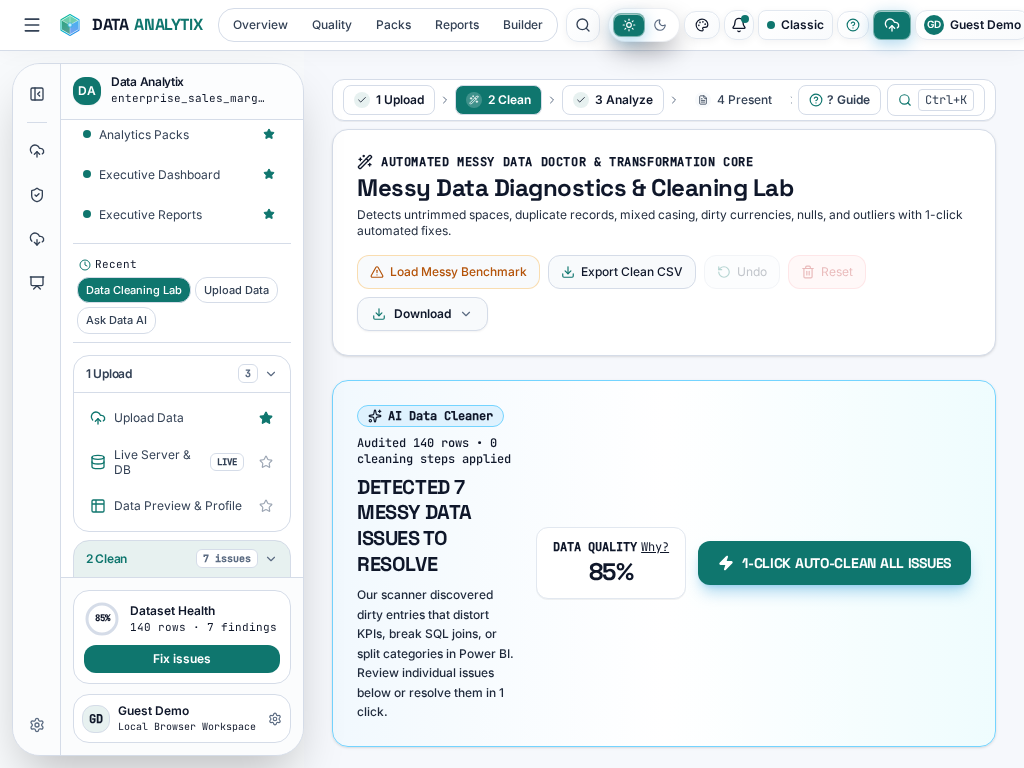 DATA ANALYTIX
Overview
Quality
Packs
Reports
Builder
Classic
GD
Guest Demo
DA
Data Analytix
enterprise_sales_marg…
Analytics Packs
Executive Dashboard
Executive Reports
Recent
Data Cleaning Lab
Upload Data
Ask Data AI
1 Upload
3
Upload Data
Live Server & DB
LIVE
Data Preview & Profile
2 Clean
7 issues
85%
Dataset Health
140 rows · 7 findings
Fix issues
GD
Guest Demo
Local Browser Workspace
1 Upload
2 Clean
3 Analyze
4 Present
? Guide
Ctrl+K
AUTOMATED MESSY DATA DOCTOR & TRANSFORMATION CORE
Messy Data Diagnostics & Cleaning Lab
Detects untrimmed spaces, duplicate records, mixed casing, dirty currencies, nulls, and outliers with 1-click
automated fixes.
Load Messy Benchmark
Export Clean CSV
Undo
Reset
Download
AI Data Cleaner
Audited 140 rows • 0
cleaning steps applied
DETECTED 7
MESSY DATA
ISSUES TO
RESOLVE
Our scanner discovered
dirty entries that distort
KPIs, break SQL joins, or
split categories in Power BI.
Review individual issues
below or resolve them in 1
click.
DATA QUALITY Why?
85%
1-CLICK AUTO-CLEAN ALL ISSUES